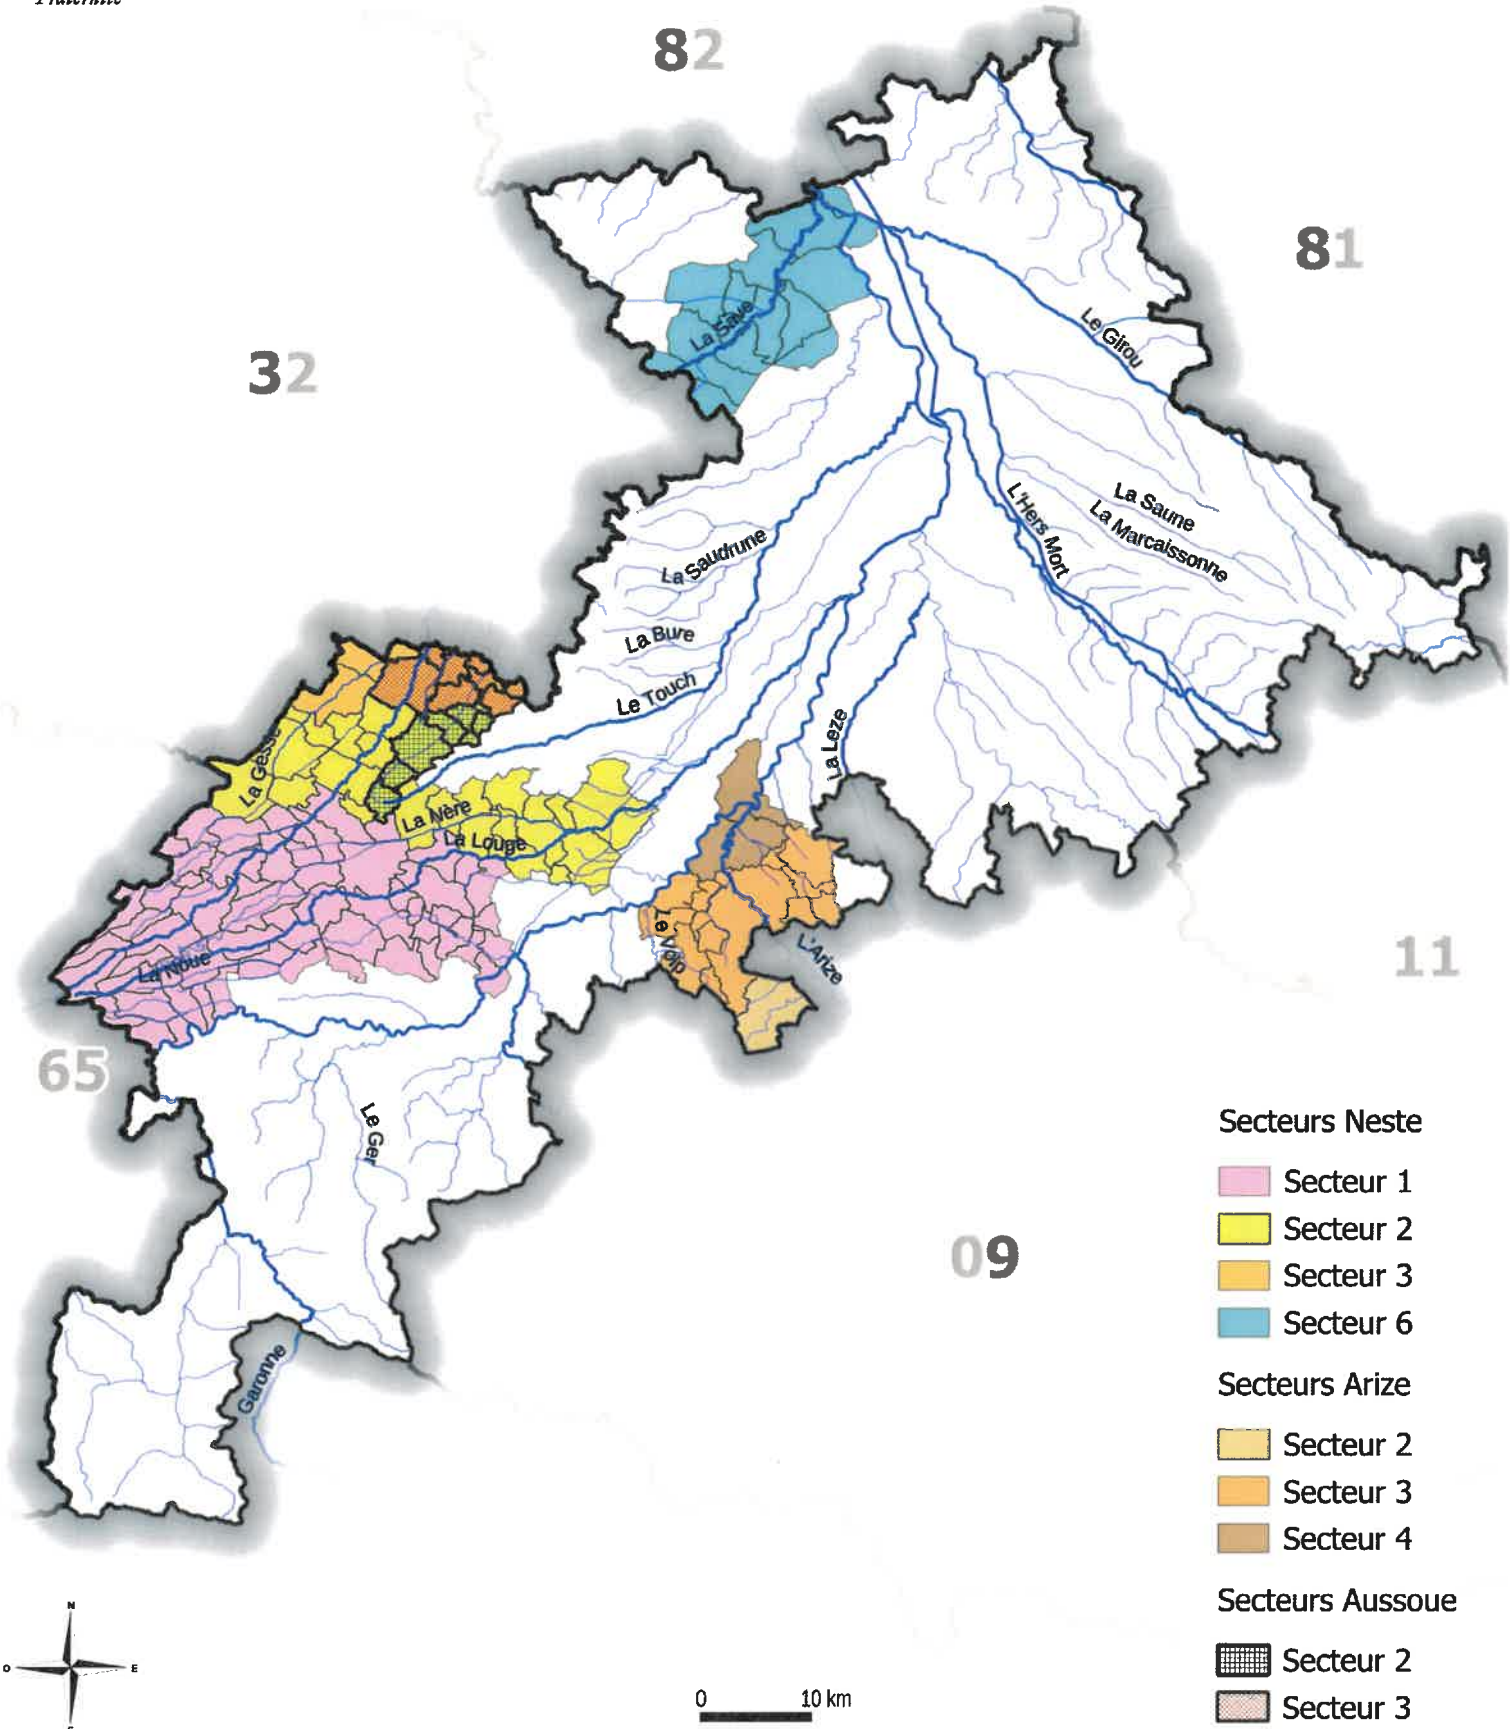 Fraternité
82
81
32
La Save
Le Girou
La Saune
La Marcaissonne
L'Hers Mort
La Saudrune
La Bure
Le Touch
La Leze
La Gesse
La Nère
La Louge
Le Volp
L'Arize
La Noue
11
65
Le Ger
09
Garonne
Secteurs Neste
Secteur 1
Secteur 2
Secteur 3
Secteur 6
Secteurs Arize
Secteur 2
Secteur 3
Secteur 4
Secteurs Aussoue
Secteur 2
Secteur 3
N
O
E
0 10 km